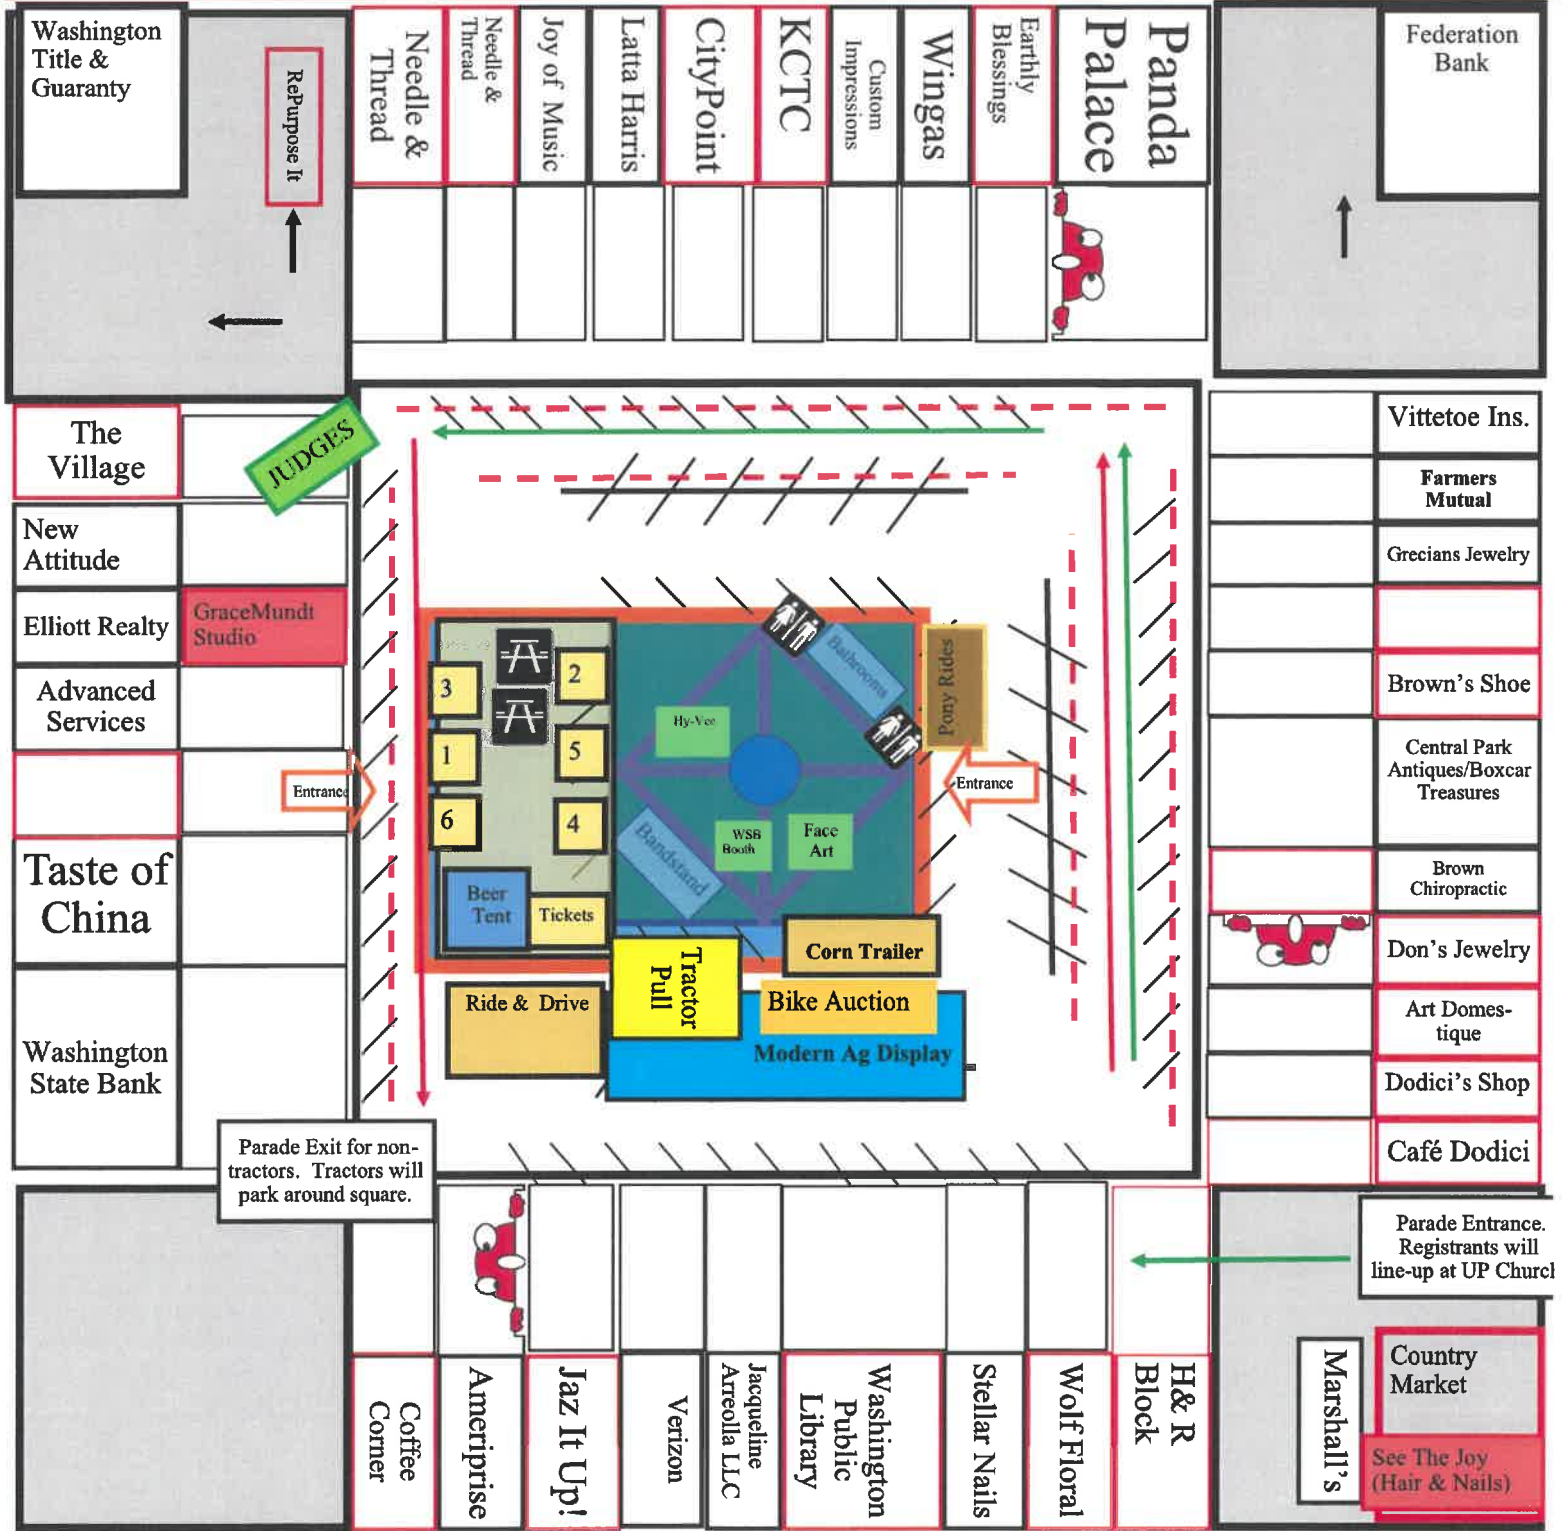 Washington
Title &
Guaranty
RePurpose It
Needle &
Thread
Needle &
Thread
Joy of Music
Latta Harris
CityPoint
KCTC
Custom
Impressions
Wingas
Earthly
Blessings
Panda
Palace
Federation
Bank
The
Village
JUDGES
New
Attitude
Elliott Realty
GraceMundt
Studio
Advanced
Services
Entrance
Taste of
China
Washington
State Bank
3
2
1
5
6
4
Beer
Tent
Tickets
Hy-Vee
Bathrooms
Pony Rides
Entrance
WSB
Booth
Face
Art
Bandstand
Corn Trailer
Tractor
Pull
Ride & Drive
Bike Auction
Modern Ag Display
Vittetoe Ins.
Farmers
Mutual
Grecians Jewelry
Brown's Shoe
Central Park
Antiques/Boxcar
Treasures
Brown
Chiropractic
Don's Jewelry
Art Domes-
tique
Dodici's Shop
Café Dodici
Parade Exit for non-
tractors. Tractors will
park around square.
Parade Entrance.
Registrants will
line-up at UP Church
Coffee
Corner
Ameriprise
Jaz It Up!
Verizon
Jacqueline
Arreolla LLC
Washington
Public
Library
Stellar Nails
Wolf Floral
H& R
Block
Marshall's
Country
Market
See The Joy
(Hair & Nails)